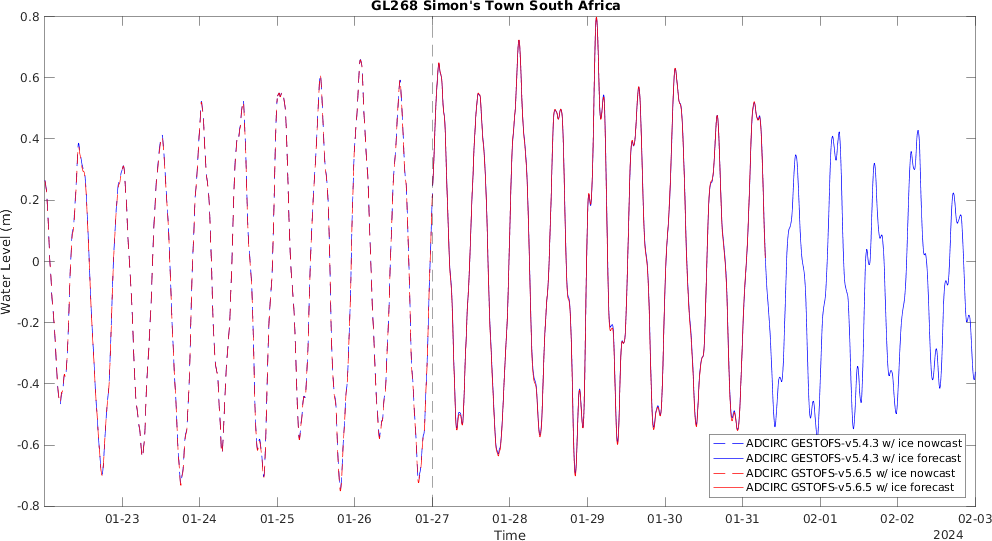 GL268 Simon's Town South Africa
Water Level (m)
0.8
0.6
0.4
0.2
0
-0.2
-0.4
-0.6
-0.8
ADCIRC GESTOFS-v5.4.3 w/ ice nowcast
ADCIRC GESTOFS-v5.4.3 w/ ice forecast
ADCIRC GSTOFS-v5.6.5 w/ ice nowcast
ADCIRC GSTOFS-v5.6.5 w/ ice forecast
01-23 01-24 01-25 01-26 01-27 01-28 01-29 01-30 01-31 02-01 02-02 02-03
Time
2024